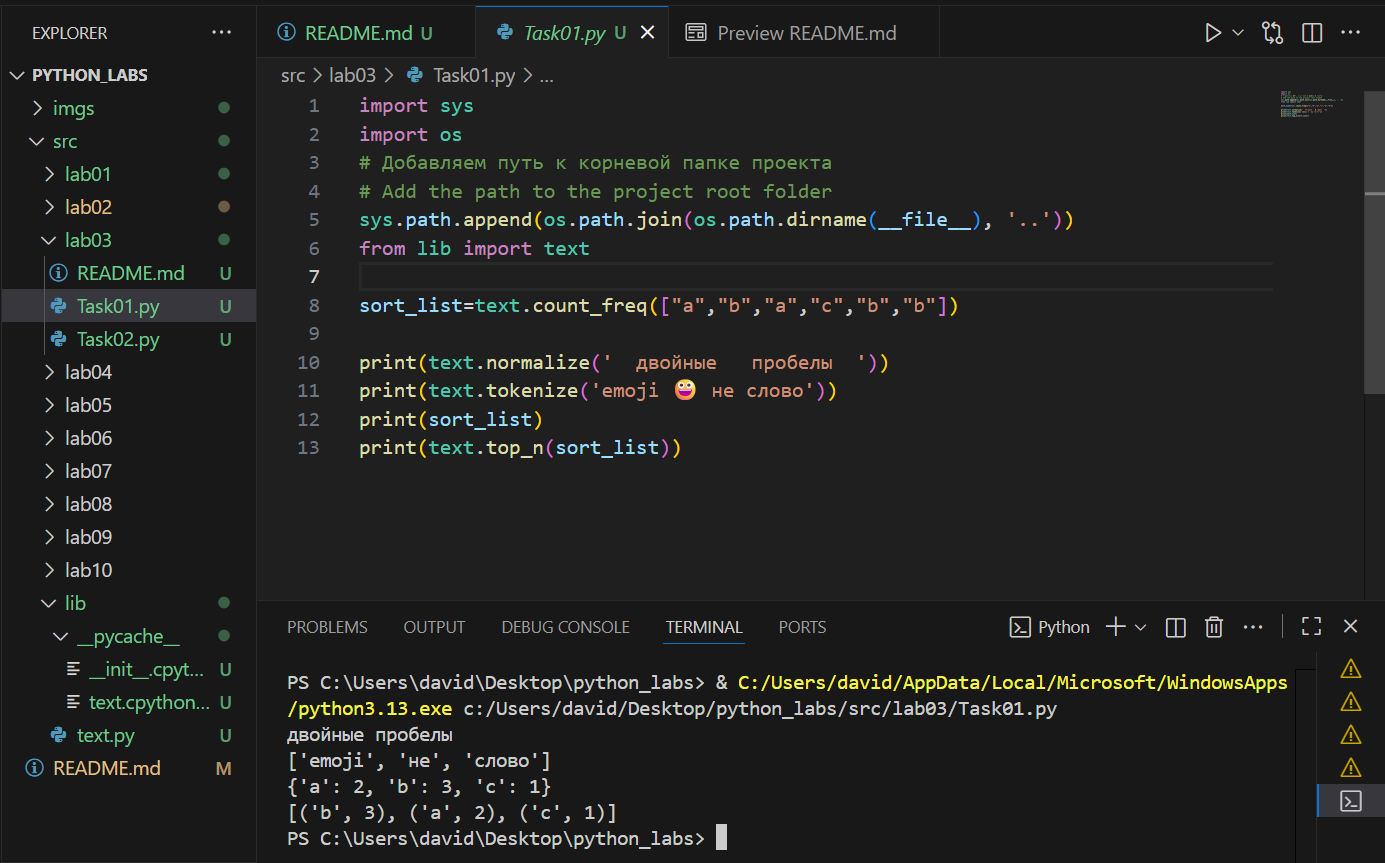 EXPLORER ...
PYTHON_LABS
imgs
src
lab01
lab02
lab03
README.md U
Task01.py U
Task02.py U
lab04
lab05
lab06
lab07
lab08
lab09
lab10
lib
__pycache__
__init__.cpyt... U
text.cpython... U
text.py U
README.md M
README.md U
Task01.py U
Preview README.md
src > lab03 > Task01.py > ...
1 import sys
2 import os
3 # Добавляем путь к корневой папке проекта
4 # Add the path to the project root folder
5 sys.path.append(os.path.join(os.path.dirname(__file__), '..'))
6 from lib import text
7
8 sort_list=text.count_freq(["a","b","a","c","b","b"])
9
10 print(text.normalize('  двойные   пробелы  '))
11 print(text.tokenize('emoji 😀 не слово'))
12 print(sort_list)
13 print(text.top_n(sort_list))
PROBLEMS OUTPUT DEBUG CONSOLE TERMINAL PORTS
Python
PS C:\Users\david\Desktop\python_labs> & C:/Users/david/AppData/Local/Microsoft/WindowsApps
/python3.13.exe c:/Users/david/Desktop/python_labs/src/lab03/Task01.py
двойные пробелы
['emoji', 'не', 'слово']
{'a': 2, 'b': 3, 'c': 1}
[('b', 3), ('a', 2), ('c', 1)]
PS C:\Users\david\Desktop\python_labs>